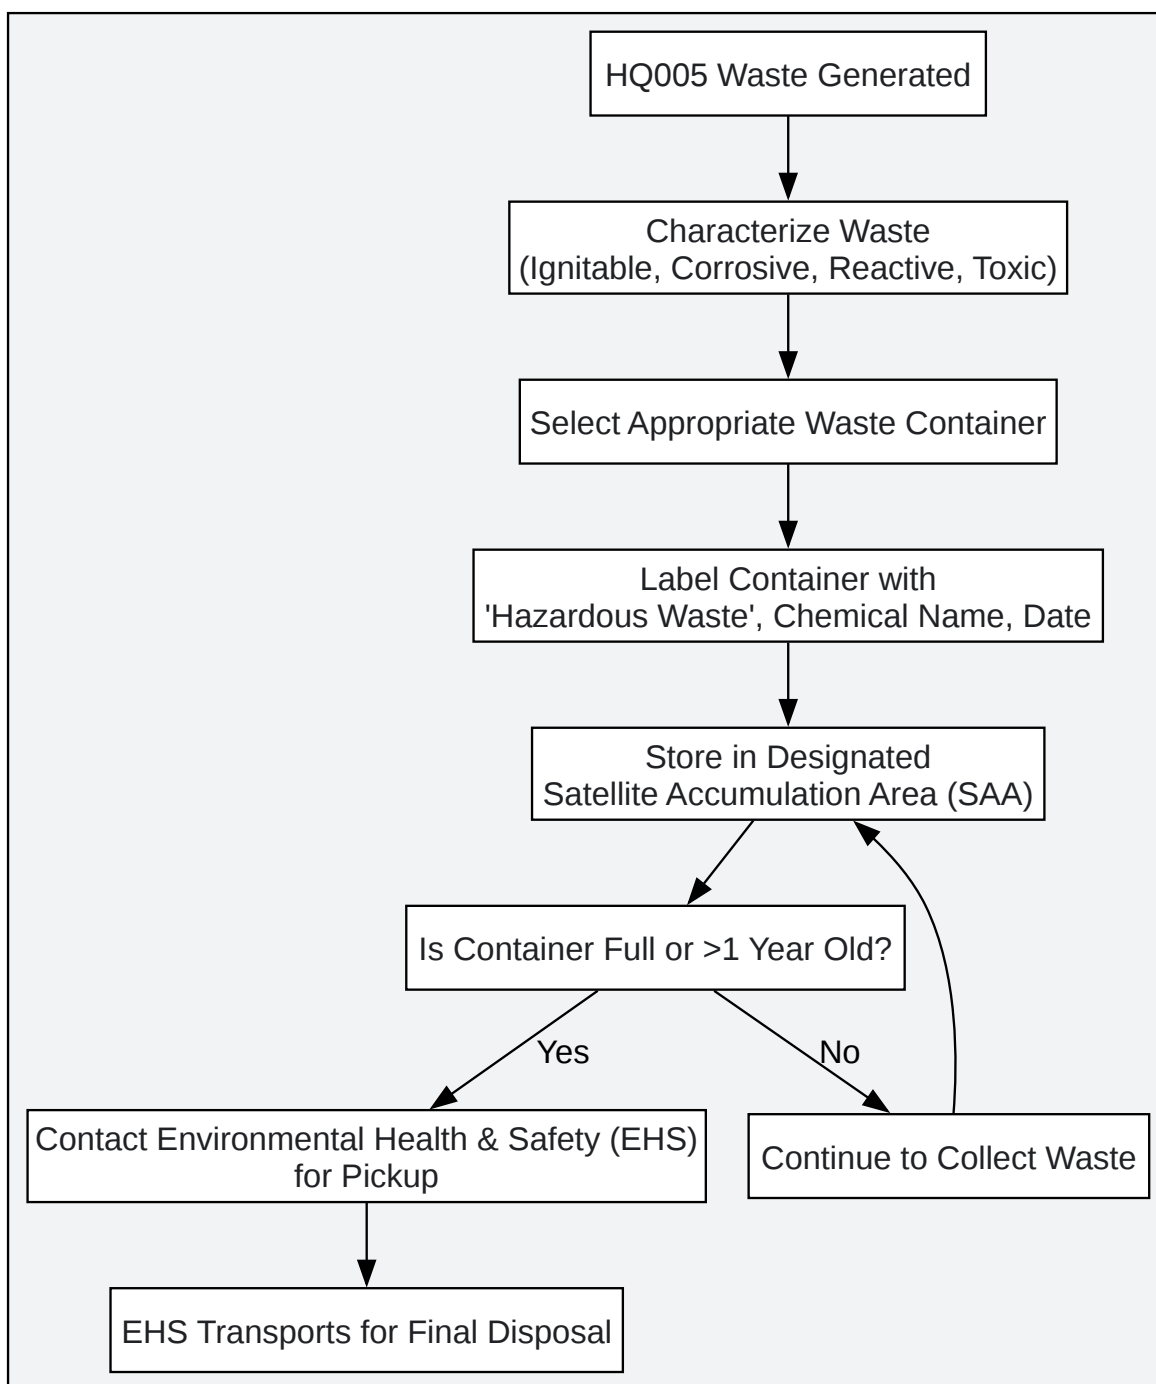 HQ005 Waste Generated
Characterize Waste
(Ignitable, Corrosive, Reactive, Toxic)
Select Appropriate Waste Container
Label Container with
'Hazardous Waste', Chemical Name, Date
Store in Designated
Satellite Accumulation Area (SAA)
Is Container Full or >1 Year Old?
Yes
No
Contact Environmental Health & Safety (EHS)
for Pickup
Continue to Collect Waste
EHS Transports for Final Disposal